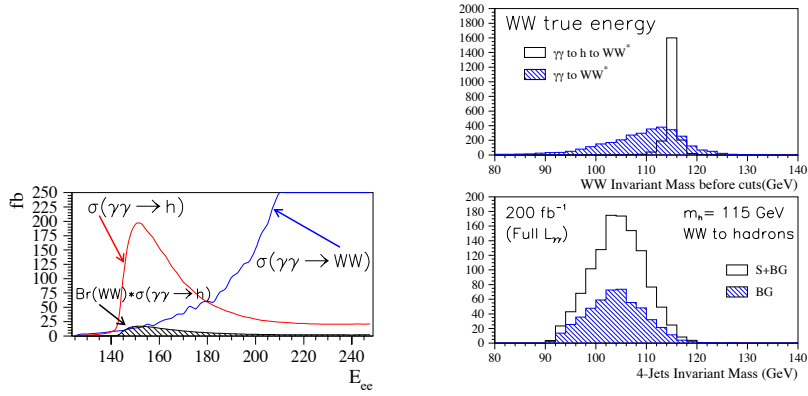 fb
250
225
200
175
150
125
100
75
50
25
0
σ(γγ → h)
σ(γγ → WW)
Br(WW)*σ(γγ → h)
140 160 180 200 220 240
E_ee
WW true energy
γγ to h to WW*
γγ to WW*
2000
1800
1600
1400
1200
1000
800
600
400
200
0
80 90 100 110 120 130 140
WW Invariant Mass before cuts(GeV)
200 fb⁻¹
(Full L_γγ)
m_h= 115 GeV
WW to hadrons
S+BG
BG
200
180
160
140
120
100
80
60
40
20
0
80 90 100 110 120 130 140
4-Jets Invariant Mass (GeV)